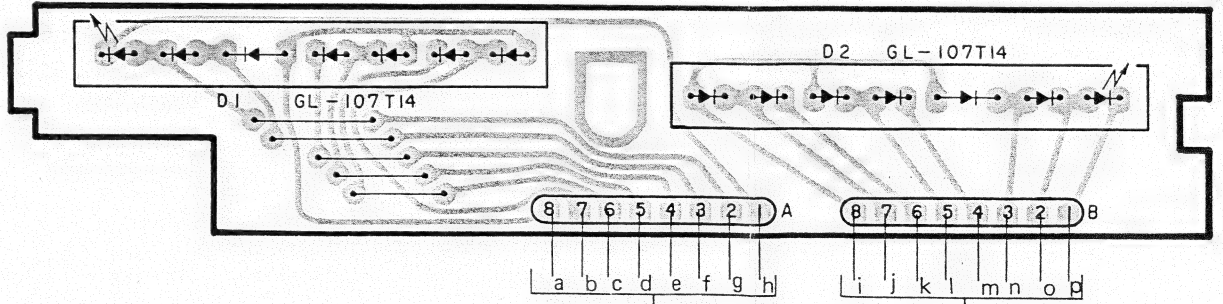 D2 GL-107T14
D1 GL-107T14
8 7 6 5 4 3 2 1 A
8 7 6 5 4 3 2 1 B
a b c d e f g h
i j k l m n o p